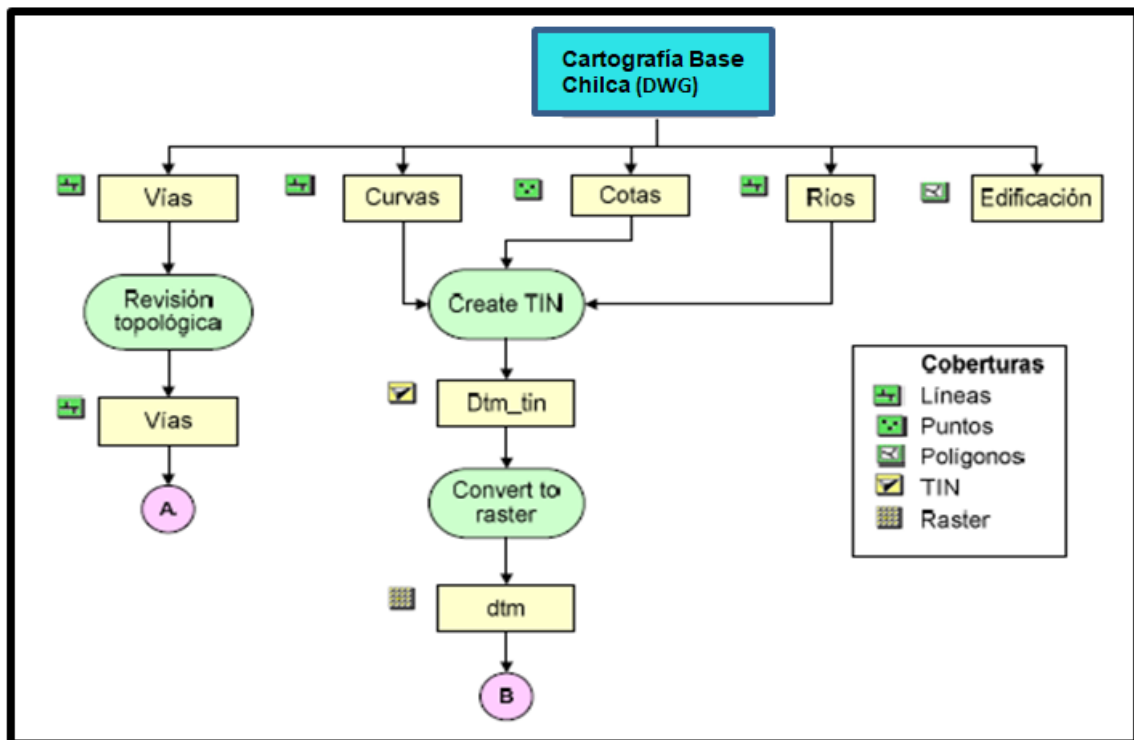 Cartografía Base
Chilca (DWG)
Vías
Curvas
Cotas
Ríos
Edificación
Revisión
topológica
Create TIN
Vías
Dtm_tin
A
Convert to
raster
dtm
B
Coberturas
Líneas
Puntos
Polígonos
TIN
Raster